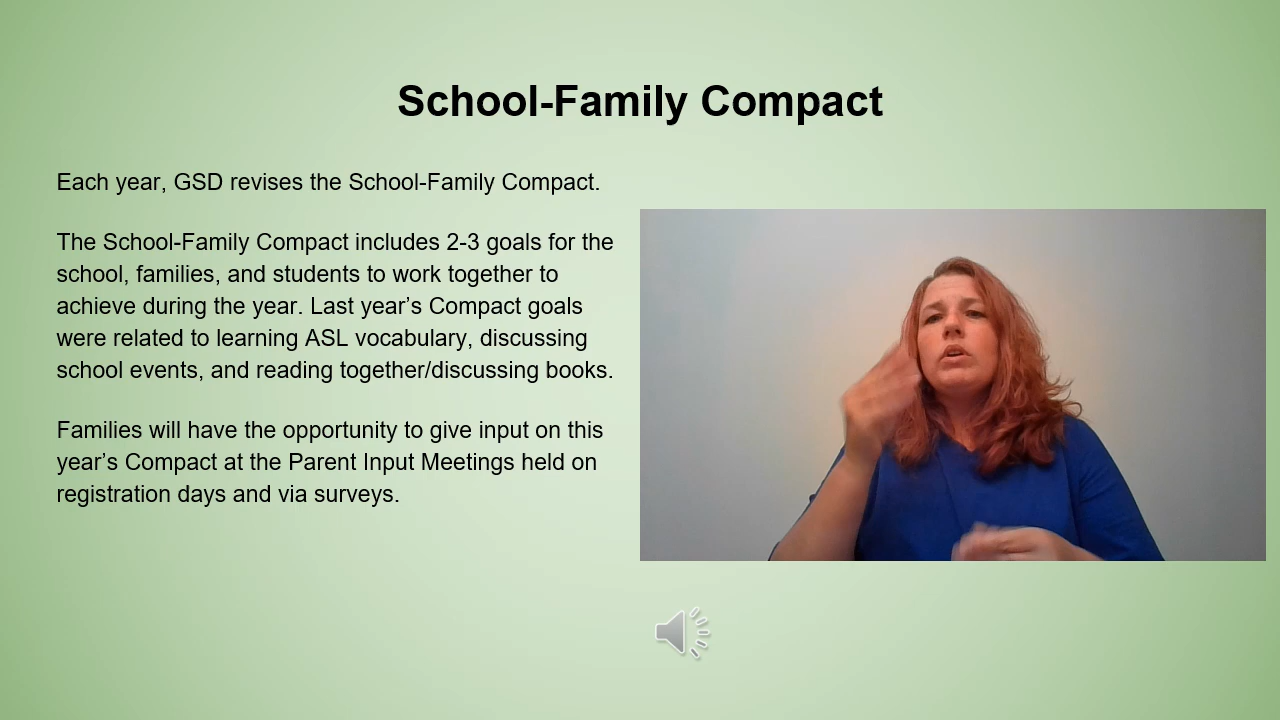 School-Family Compact
Each year, GSD revises the School-Family Compact.
The School-Family Compact includes 2-3 goals for the
school, families, and students to work together to
achieve during the year. Last year’s Compact goals
were related to learning ASL vocabulary, discussing
school events, and reading together/discussing books.
Families will have the opportunity to give input on this
year’s Compact at the Parent Input Meetings held on
registration days and via surveys.